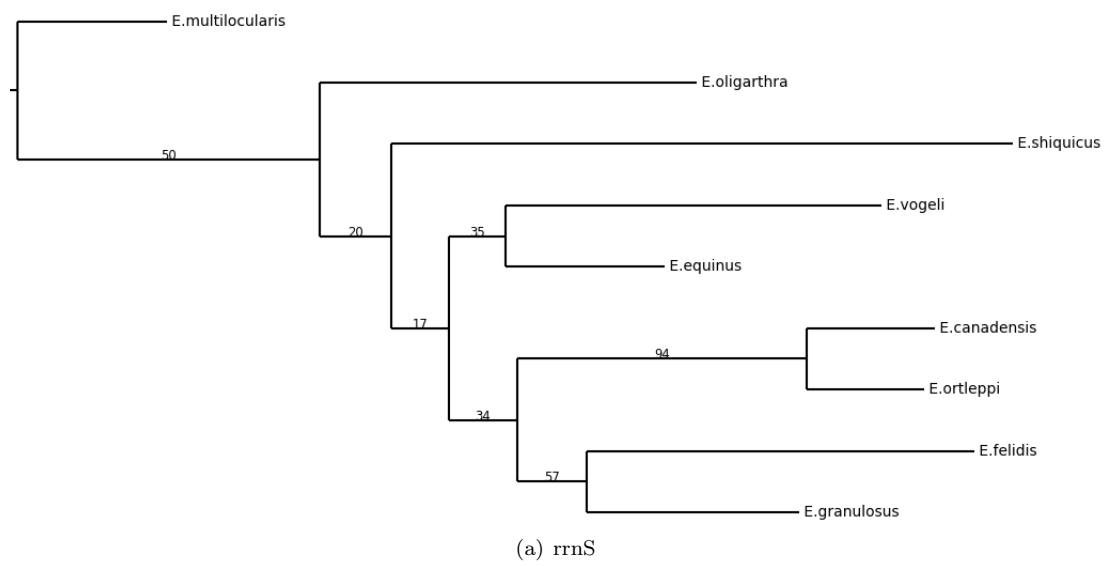 E.multilocularis
E.oligarthra
E.shiquicus
50
E.vogeli
20
35
E.equinus
17
E.canadensis
94
E.ortleppi
34
E.felidis
57
E.granulosus
(a) rrnS